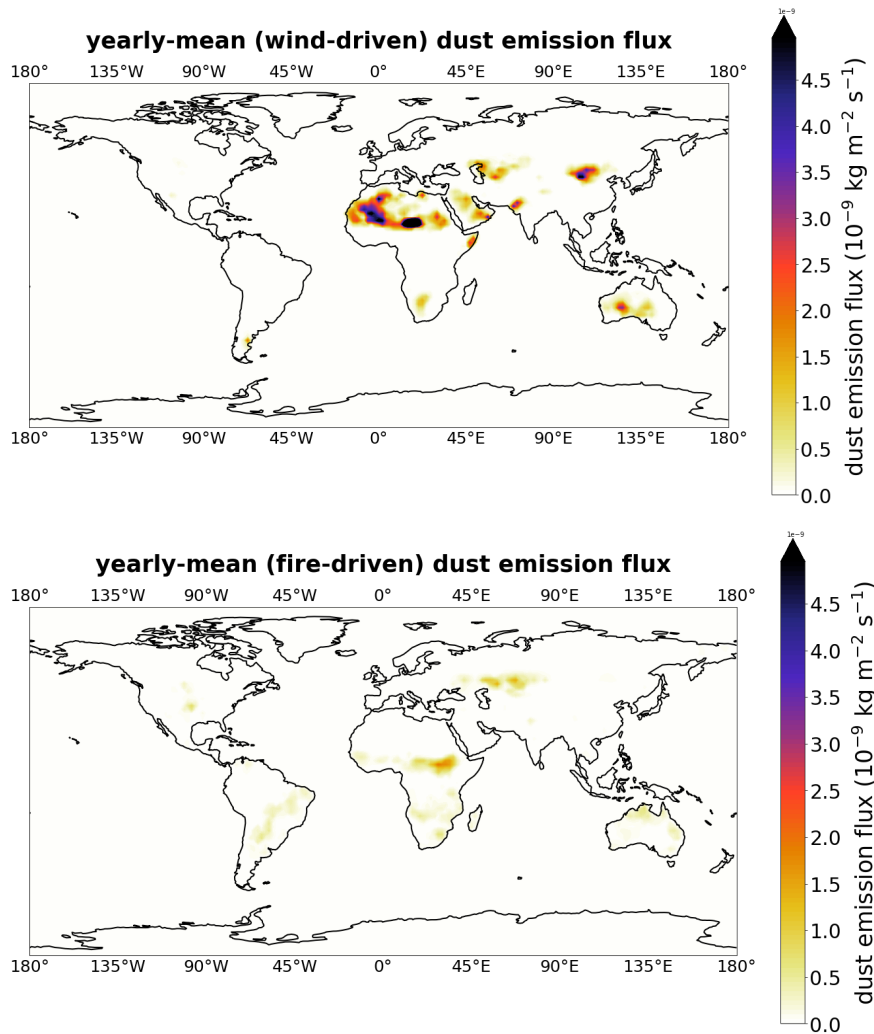 1e-9
yearly-mean (wind-driven) dust emission flux
180° 135°W 90°W 45°W 0° 45°E 90°E 135°E 180°
4.5
4.0
3.5
3.0
2.5
2.0
1.5
1.0
0.5
0.0
dust emission flux (10⁻⁹ kg m⁻² s⁻¹)
180° 135°W 90°W 45°W 0° 45°E 90°E 135°E 180°
1e-9
yearly-mean (fire-driven) dust emission flux
180° 135°W 90°W 45°W 0° 45°E 90°E 135°E 180°
4.5
4.0
3.5
3.0
2.5
2.0
1.5
1.0
0.5
0.0
dust emission flux (10⁻⁹ kg m⁻² s⁻¹)
180° 135°W 90°W 45°W 0° 45°E 90°E 135°E 180°